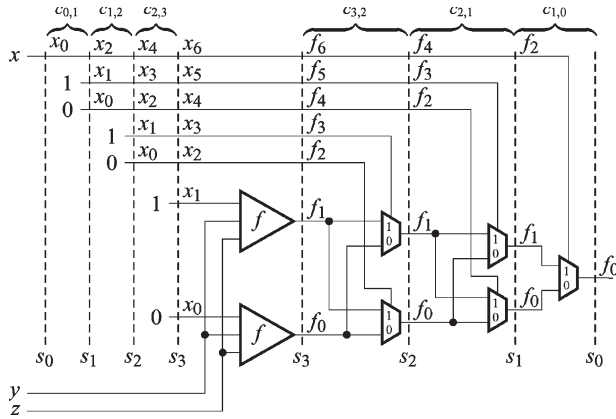 c0,1 c1,2 c2,3 c3,2 c2,1 c1,0
x x0 x2 x4 x6 f6 f4 f2
1 x1 x3 x5 f5 f3
0 x0 x2 x4 f4 f2
1 x1 x3 f3
0 x0 x2 f2
1 x1 f f1 1 0 f1 1 0 f1
1 0 f0
0 x0 f f0 1 0 f0 1 0 f0
s0 s1 s2 s3 s3 s2 s1 s0
y
z